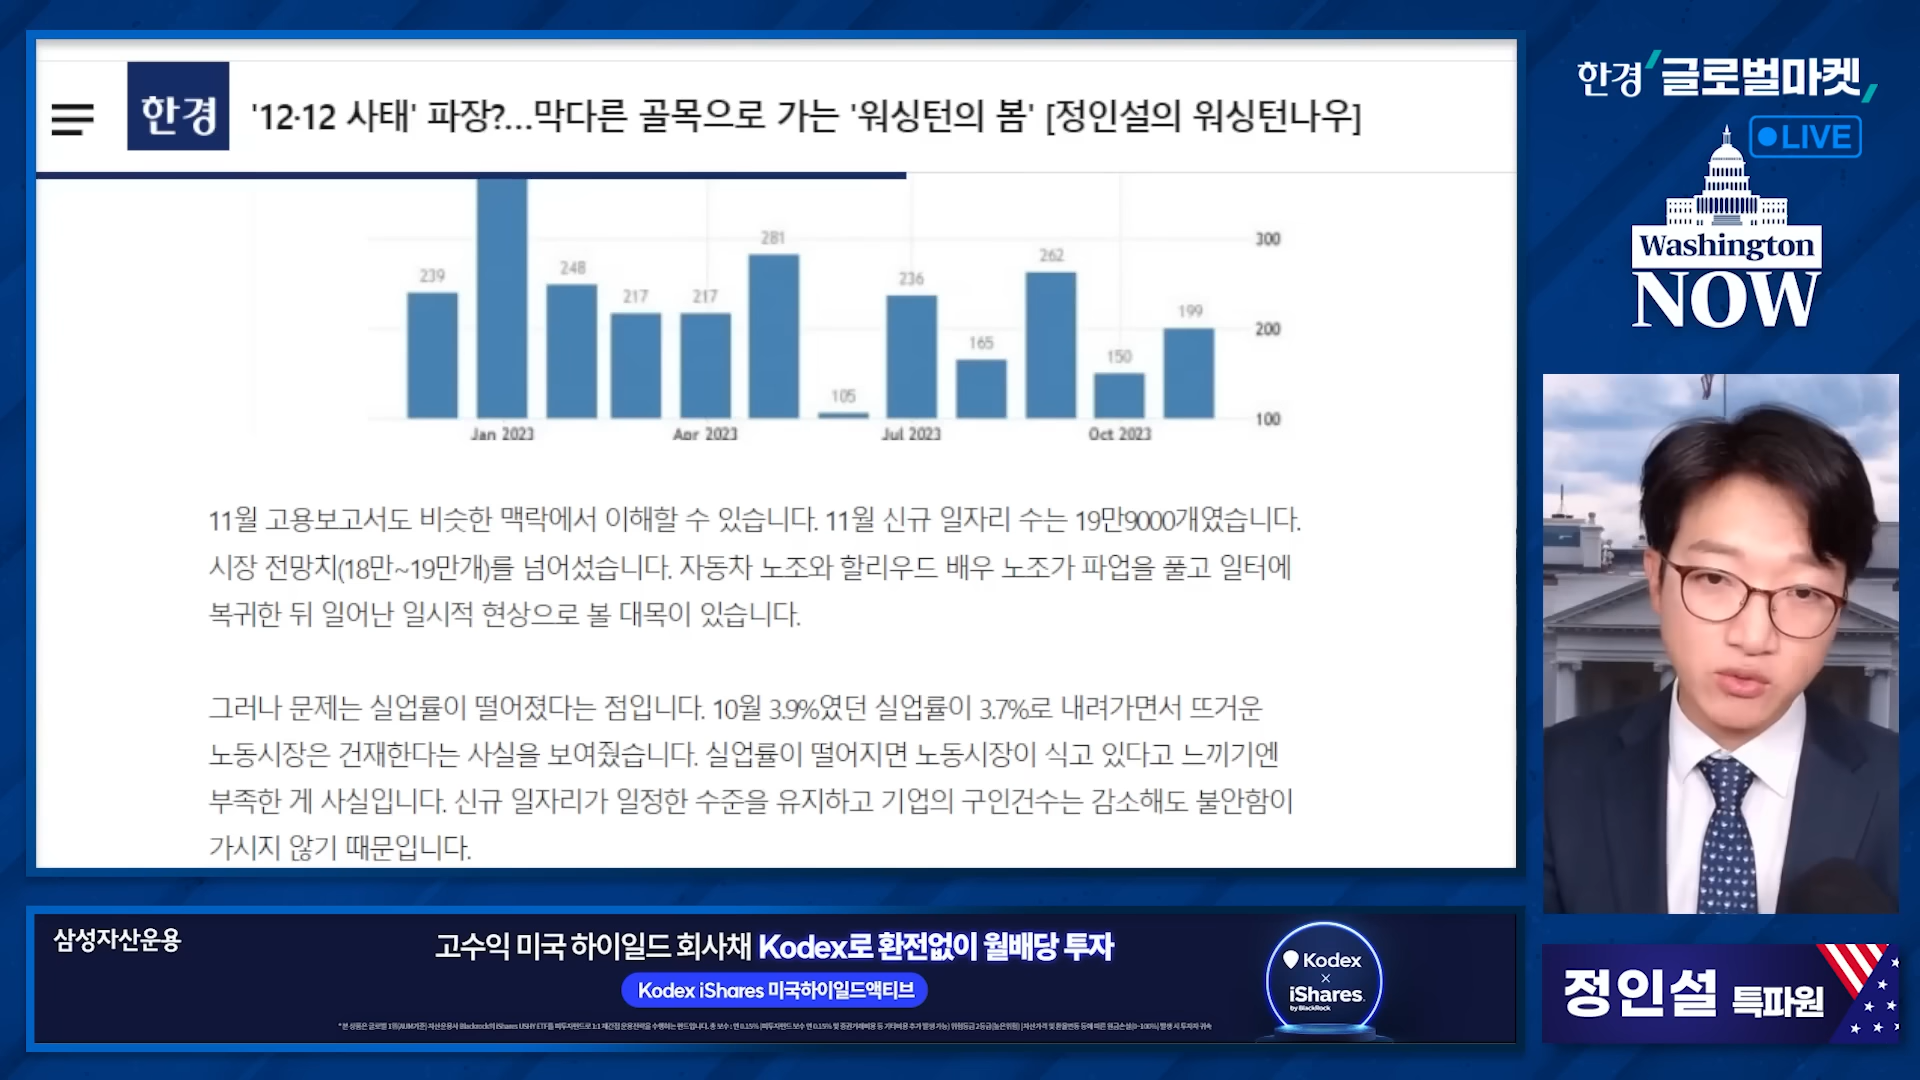 한경
'12·12 사태' 파장?...막다른 골목으로 가는 '워싱턴의 봄' [정인설의 워싱턴나우]
239
248
217
217
281
105
236
165
262
150
199
300
200
100
Jan 2023
Apr 2023
Jul 2023
Oct 2023
11월 고용보고서도 비슷한 맥락에서 이해할 수 있습니다. 11월 신규 일자리 수는 19만9000개였습니다.
시장 전망치(18만~19만개)를 넘어섰습니다. 자동차 노조와 할리우드 배우 노조가 파업을 풀고 일터에
복귀한 뒤 일어난 일시적 현상으로 볼 대목이 있습니다.
그러나 문제는 실업률이 떨어졌다는 점입니다. 10월 3.9%였던 실업률이 3.7%로 내려가면서 뜨거운
노동시장은 건재한다는 사실을 보여줬습니다. 실업률이 떨어지면 노동시장이 식고 있다고 느끼기엔
부족한 게 사실입니다. 신규 일자리가 일정한 수준을 유지하고 기업의 구인건수는 감소해도 불안함이
가시지 않기 때문입니다.
한경 글로벌마켓
LIVE
Washington
NOW
정인설 특파원
삼성자산운용
고수익 미국 하이일드 회사채 Kodex로 환전없이 월배당 투자
Kodex iShares 미국하이일드액티브
Kodex
×
iShares.
by BlackRock